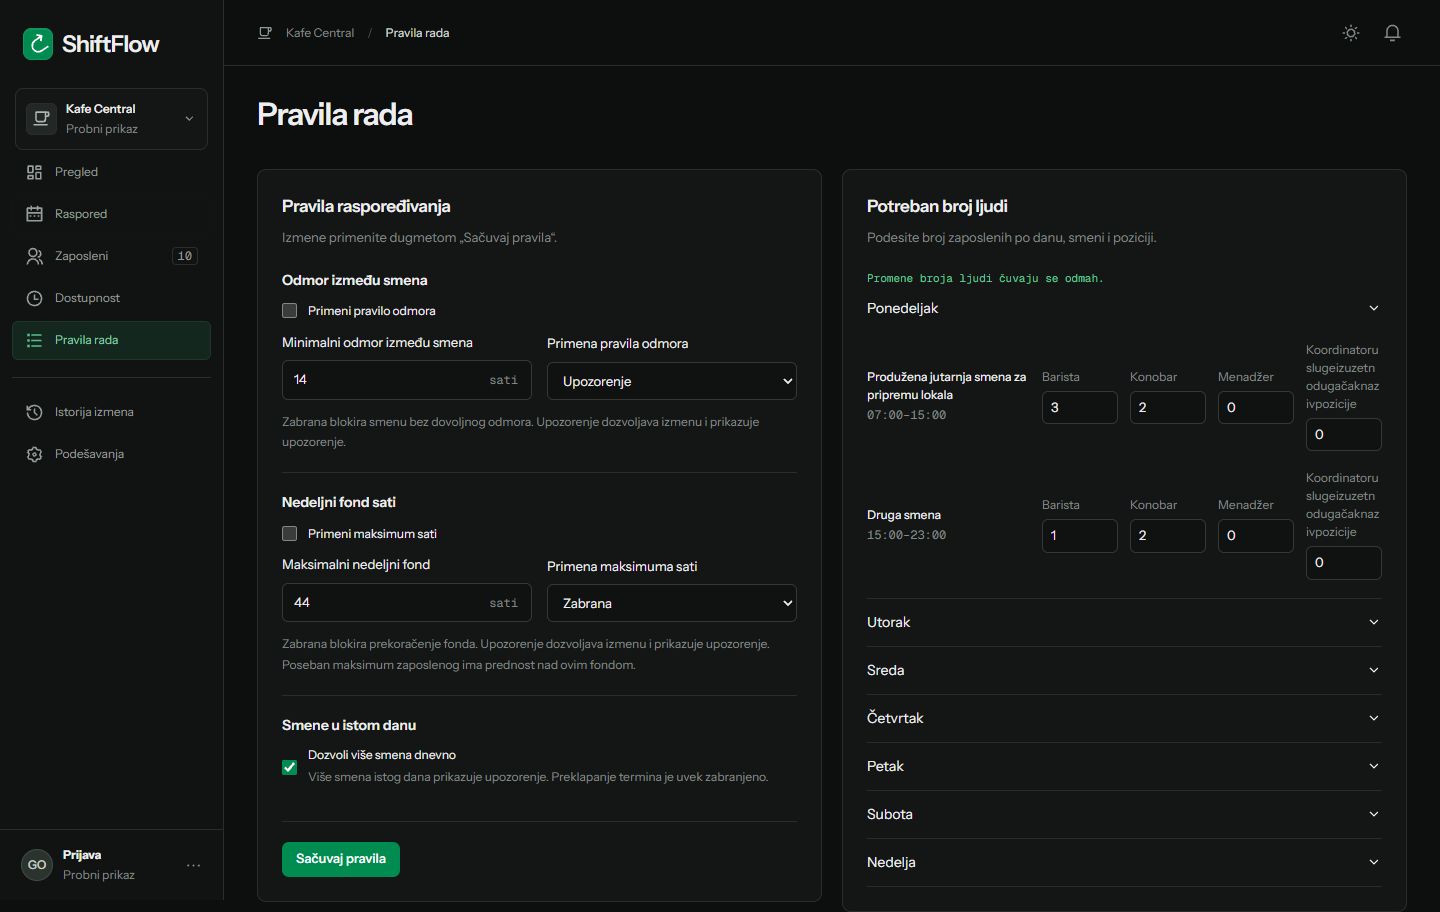 ShiftFlow
Kafe Central
Probni prikaz
Pregled
Raspored
Zaposleni 10
Dostupnost
Pravila rada
Istorija izmena
Podešavanja
GO
Prijava
Probni prikaz
Kafe Central / Pravila rada
Pravila rada
Pravila raspoređivanja
Izmene primenite dugmetom „Sačuvaj pravila“.
Odmor između smena
Primeni pravilo odmora
Minimalni odmor između smena
14 sati
Primena pravila odmora
Upozorenje
Zabrana blokira smenu bez dovoljnog odmora. Upozorenje dozvoljava izmenu i prikazuje
upozorenje.
Nedeljni fond sati
Primeni maksimum sati
Maksimalni nedeljni fond
44 sati
Primena maksimuma sati
Zabrana
Zabrana blokira prekoračenje fonda. Upozorenje dozvoljava izmenu i prikazuje upozorenje.
Poseban maksimum zaposlenog ima prednost nad ovim fondom.
Smene u istom danu
Dozvoli više smena dnevno
Više smena istog dana prikazuje upozorenje. Preklapanje termina je uvek zabranjeno.
Sačuvaj pravila
Potreban broj ljudi
Podesite broj zaposlenih po danu, smeni i poziciji.
Promene broja ljudi čuvaju se odmah.
Ponedeljak
Produžena jutarnja smena za
pripremu lokala
07:00–15:00
Barista
3
Konobar
2
Menadžer
0
Koordinatoru
slugeizuzetn
odugačaknaz
ivpozicije
0
Druga smena
15:00–23:00
Barista
1
Konobar
2
Menadžer
0
Koordinatoru
slugeizuzetn
odugačaknaz
ivpozicije
0
Utorak
Sreda
Četvrtak
Petak
Subota
Nedelja